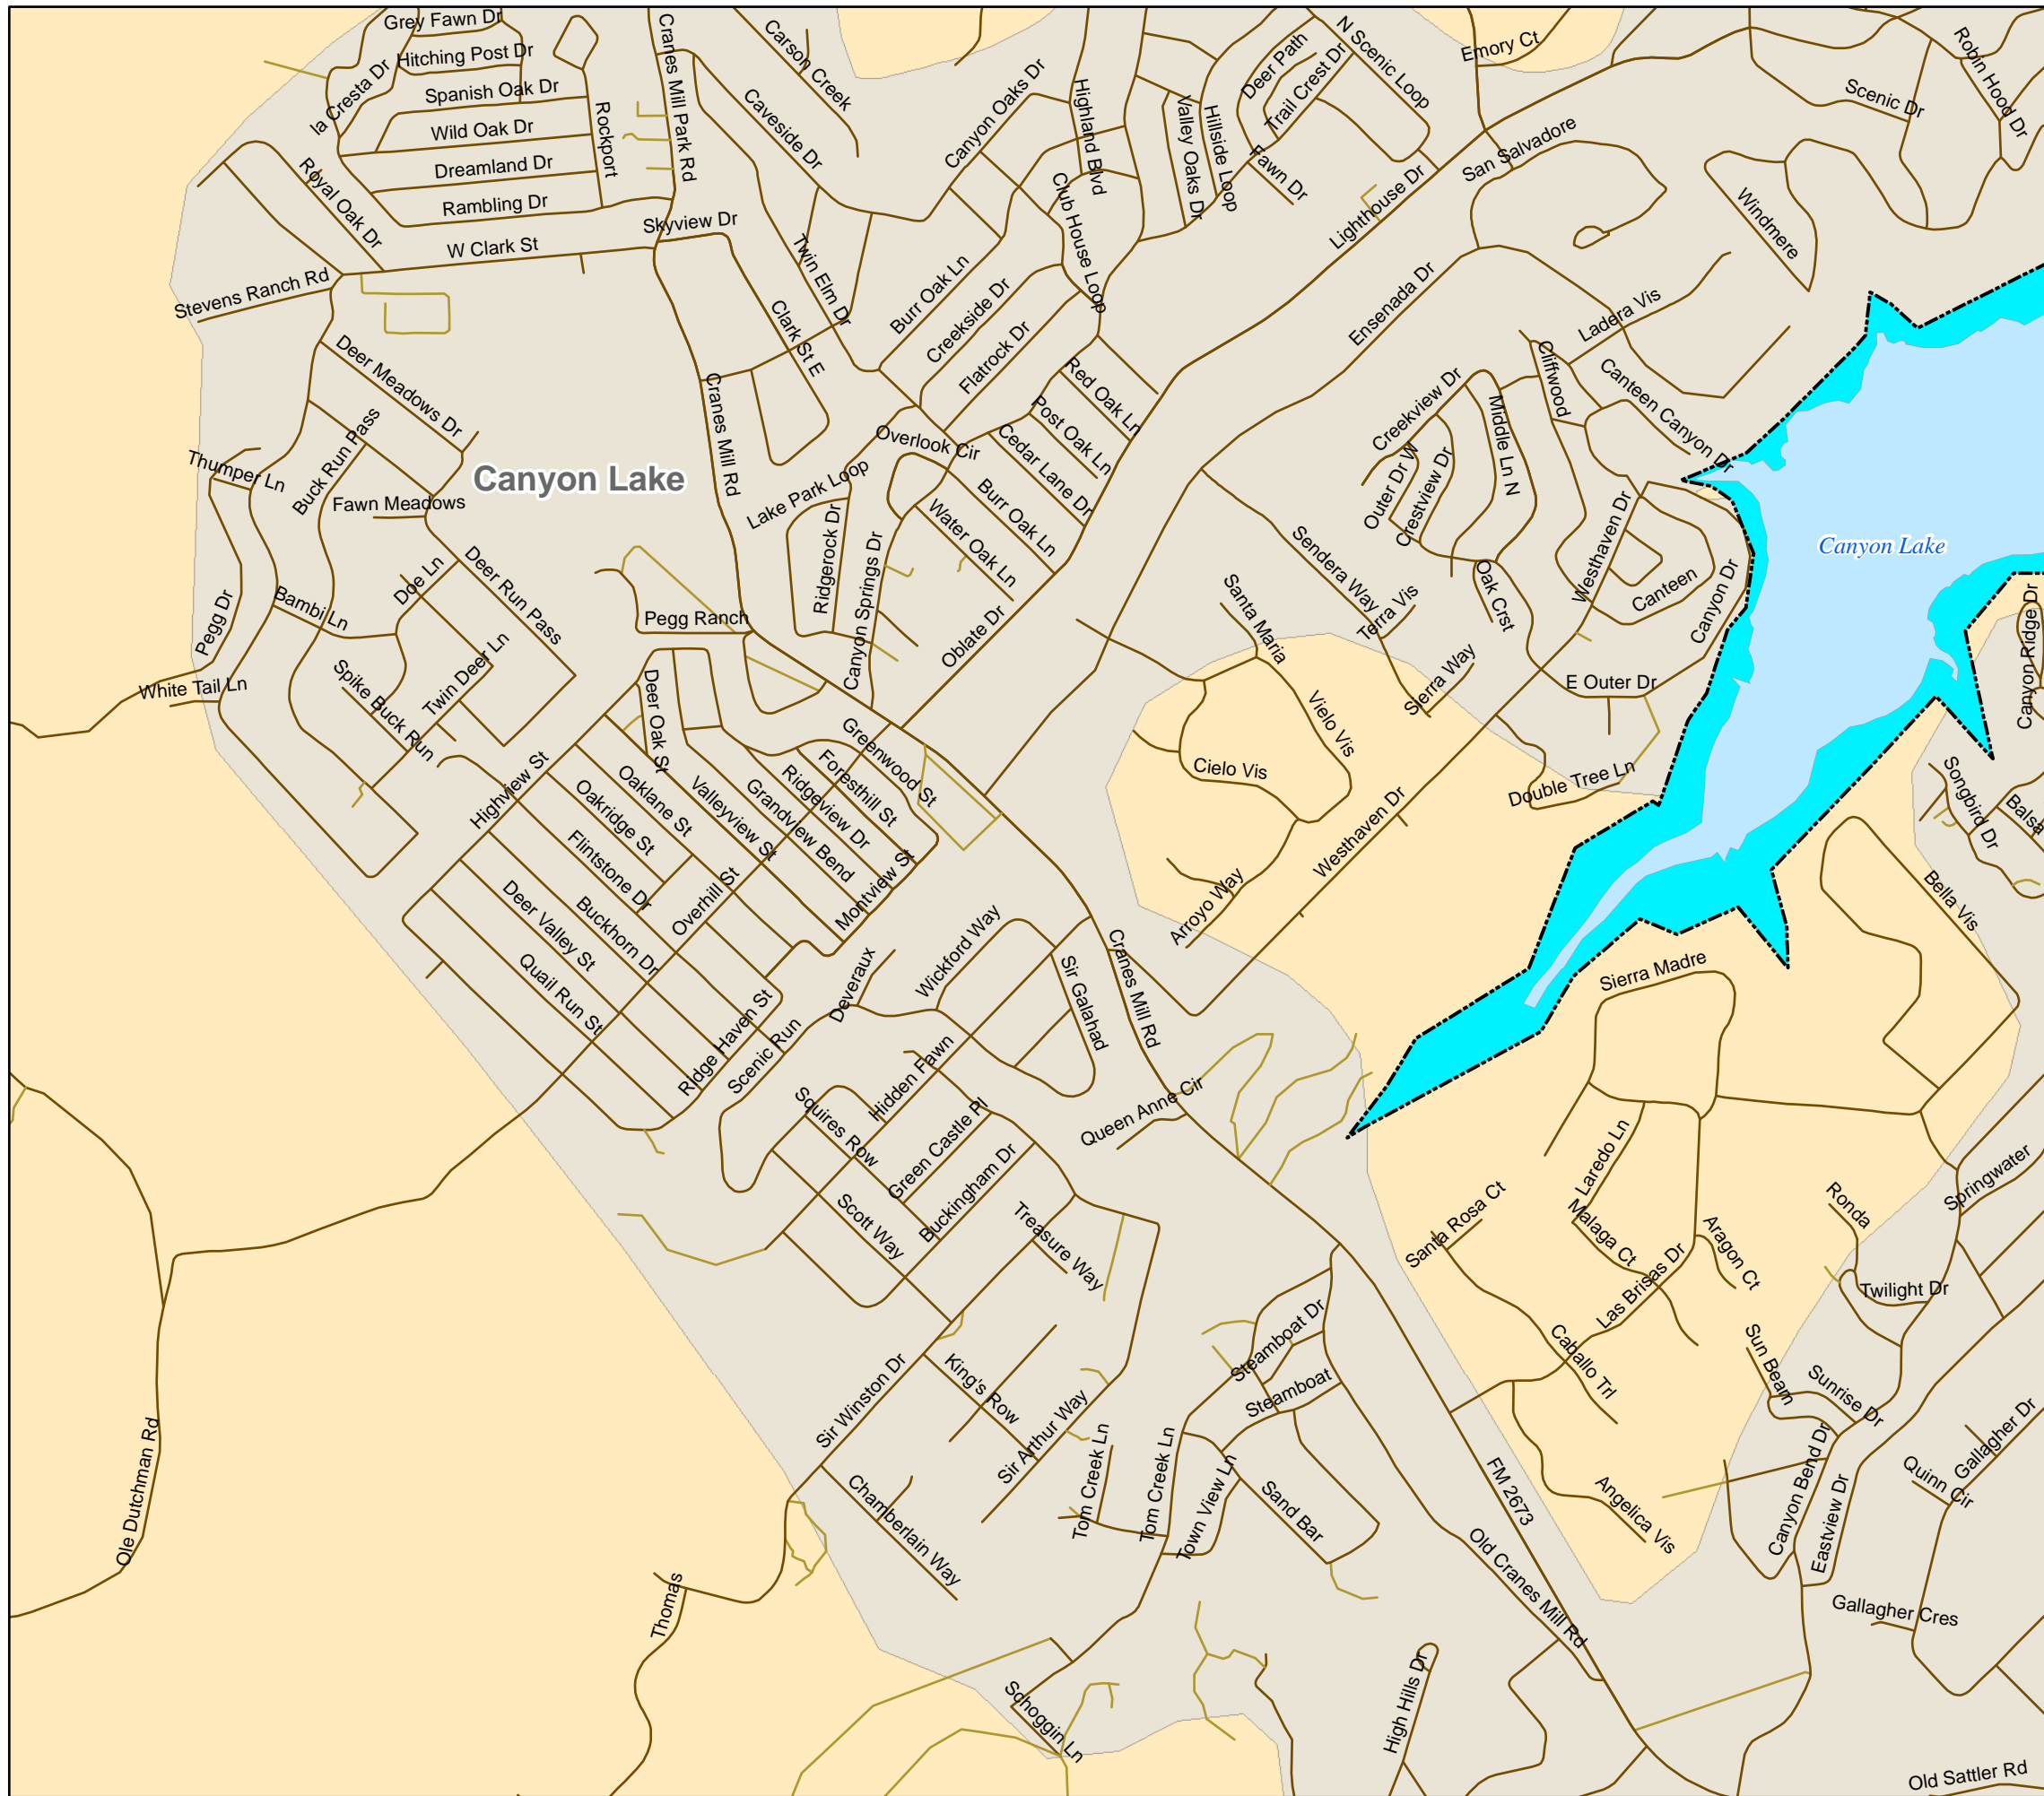 Grey Fawn Dr
Hitching Post Dr
la Cresta Dr
Spanish Oak Dr
Wild Oak Dr
Dreamland Dr
Rambling Dr
Rockport
Royal Oak Dr
W Clark St
Skyview Dr
Stevens Ranch Rd
Cranes Mill Park Rd
Carson Creek
Caveside Dr
Canyon Oaks Dr
Highland Blvd
Valley Oaks Dr
Hillside Loop
Deer Path
Trail Crest Dr
N Scenic Loop
Fawn Dr
Emory Ct
Scenic Dr
Robin Hood Dr
San Salvadore
Lighthouse Dr
Windmere
Twin Elm Dr
Club House Loop
Burr Oak Ln
Creekside Dr
Flatrock Dr
Clark St E
Ensenada Dr
Ladera Vis
Cliffwood
Canteen Canyon Dr
Deer Meadows Dr
Buck Run Pass
Thumper Ln
Fawn Meadows
Canyon Lake
Cranes Mill Rd
Overlook Cir
Lake Park Loop
Red Oak Ln
Post Oak Ln
Cedar Lane Dr
Burr Oak Ln
Water Oak Ln
Creekview Dr
Middle Ln N
Outer Dr W
Crestview Dr
Westhaven Dr
Canteen
Canyon Dr
Canyon Lake
Oak Crst
Sendera Way
Terra Vis
Sierra Way
E Outer Dr
Ridgerock Dr
Canyon Springs Dr
Oblate Dr
Pegg Ranch
Pegg Dr
Bambi Ln
Doe Ln
Deer Run Pass
Twin Deer Ln
Spike Buck Run
White Tail Ln
Santa Maria
Vielo Vis
Cielo Vis
Arroyo Way
Westhaven Dr
Double Tree Ln
Canyon Ridge Dr
Songbird Dr
Balsa
Bella Vis
Deer Oak St
Highview St
Oaklane St
Oakridge St
Flintstone Dr
Valleyview St
Grandview Bend
Ridgeview Dr
Foresthill St
Greenwood St
Montview St
Overhill St
Buckhorn Dr
Deer Valley St
Quail Run St
Ridge Haven St
Scenic Run
Deveraux
Wickford Way
Sir Galahad
Cranes Mill Rd
Hidden Fawn
Squires Row
Green Castle Pl
Buckingham Dr
Queen Anne Cir
Scott Way
Treasure Way
Sierra Madre
Laredo Ln
Malaga Ct
Santa Rosa Ct
Las Brisas Dr
Aragon Ct
Caballo Trl
Ronda
Springwater
Twilight Dr
Sun Beam
Sunrise Dr
Canyon Bend Dr
Eastview Dr
Quinn Cir
Gallagher Dr
Gallagher Cres
Angelica Vis
FM 2673
Old Cranes Mill Rd
Steamboat Dr
Steamboat
Sand Bar
Town View Ln
Tom Creek Ln
Tom Creek Ln
Sir Winston Dr
King's Row
Sir Arthur Way
Chamberlain Way
Ole Dutchman Rd
Thomas
Schoggin Ln
High Hills Dr
Old Sattler Rd